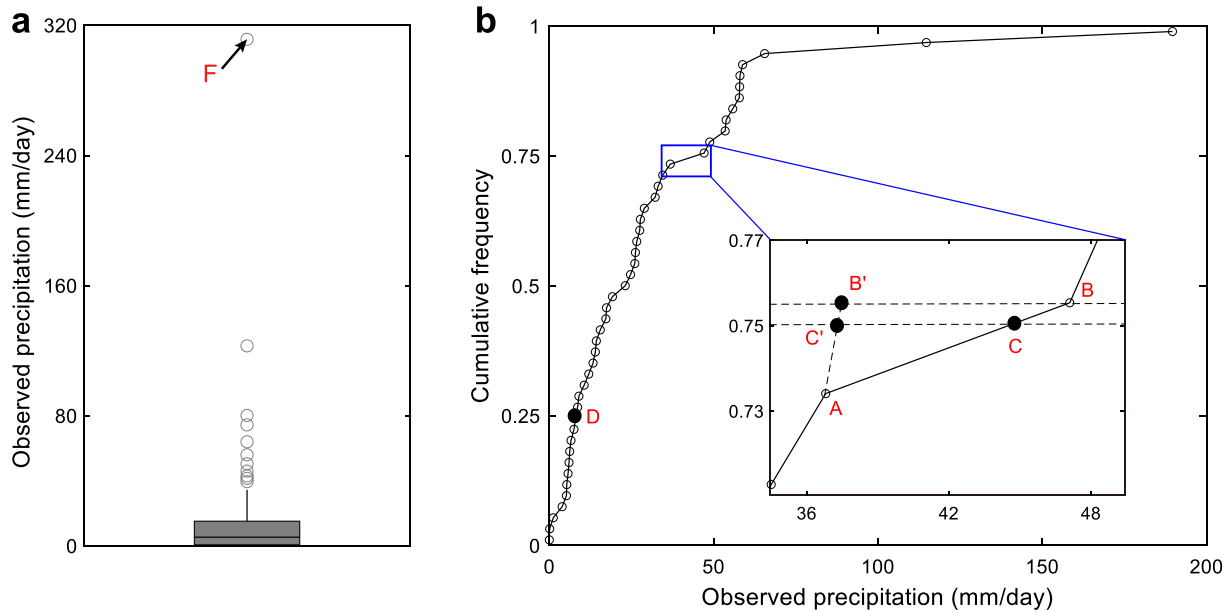 a
320
240
160
80
0
Observed precipitation (mm/day)
F
b
1
0.75
0.5
0.25
0
Cumulative frequency
0
50
100
150
200
Observed precipitation (mm/day)
D
0.77
0.75
0.73
36
42
48
B'
B
C'
C
A